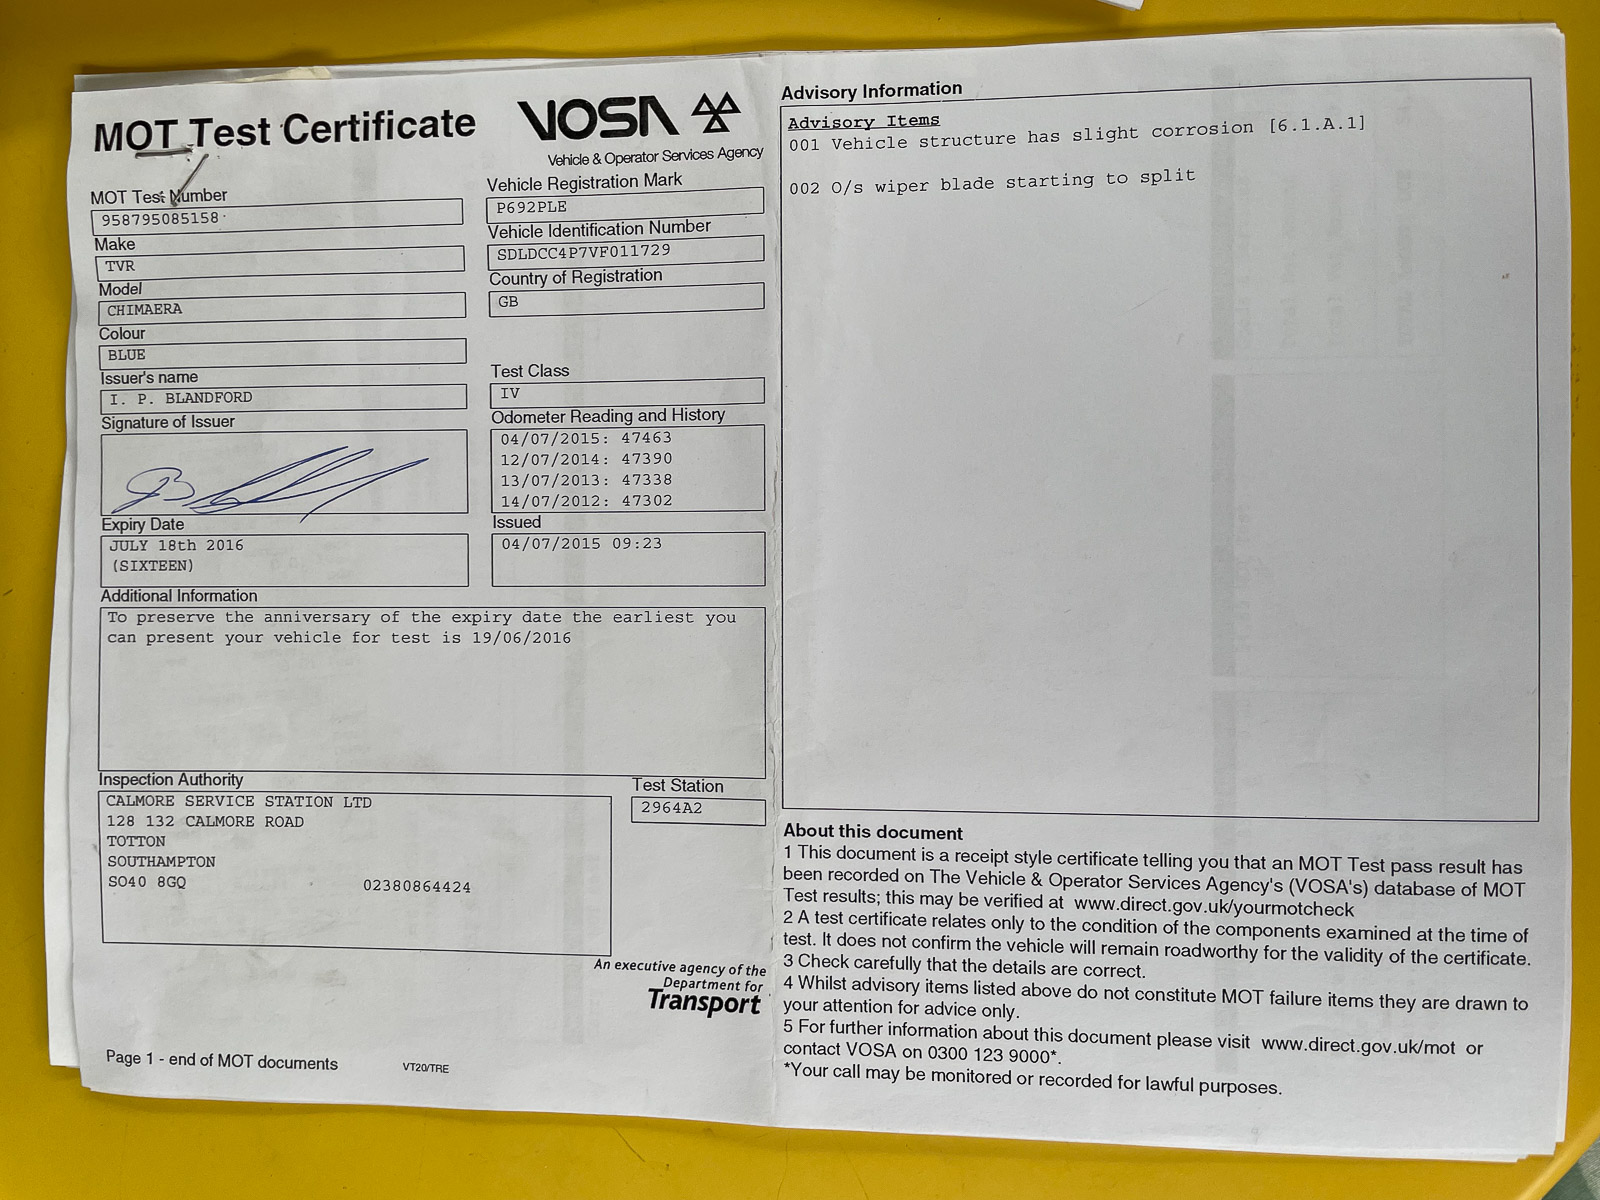 MOT Test Certificate
VOSA
Vehicle & Operator Services Agency
MOT Test Number
958795085158
Make
TVR
Model
CHIMAERA
Colour
BLUE
Issuer's name
I. P. BLANDFORD
Signature of Issuer
Expiry Date
JULY 18th 2016
(SIXTEEN)
Vehicle Registration Mark
P692PLE
Vehicle Identification Number
SDLDCC4P7VF011729
Country of Registration
GB
Test Class
IV
Odometer Reading and History
04/07/2015: 47463
12/07/2014: 47390
13/07/2013: 47338
14/07/2012: 47302
Issued
04/07/2015 09:23
Additional Information
To preserve the anniversary of the expiry date the earliest you
can present your vehicle for test is 19/06/2016
Inspection Authority
CALMORE SERVICE STATION LTD
128 132 CALMORE ROAD
TOTTON
SOUTHAMPTON
SO40 8GQ 02380864424
Test Station
2964A2
An executive agency of the
Department for
Transport
Page 1 - end of MOT documents
VT20/TRE
Advisory Information
Advisory Items
001 Vehicle structure has slight corrosion [6.1.A.1]
002 O/s wiper blade starting to split
About this document
1 This document is a receipt style certificate telling you that an MOT Test pass result has
been recorded on The Vehicle & Operator Services Agency's (VOSA's) database of MOT
Test results; this may be verified at www.direct.gov.uk/yourmotcheck
2 A test certificate relates only to the condition of the components examined at the time of
test. It does not confirm the vehicle will remain roadworthy for the validity of the certificate.
3 Check carefully that the details are correct.
4 Whilst advisory items listed above do not constitute MOT failure items they are drawn to
your attention for advice only.
5 For further information about this document please visit www.direct.gov.uk/mot or
contact VOSA on 0300 123 9000*.
*Your call may be monitored or recorded for lawful purposes.